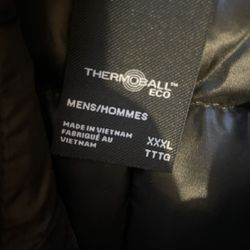 THERMOBALL™
ECO
MENS/HOMMES
MADE IN VIETNAM XXXL
FABRIQUÉ AU TTTG
VIETNAM